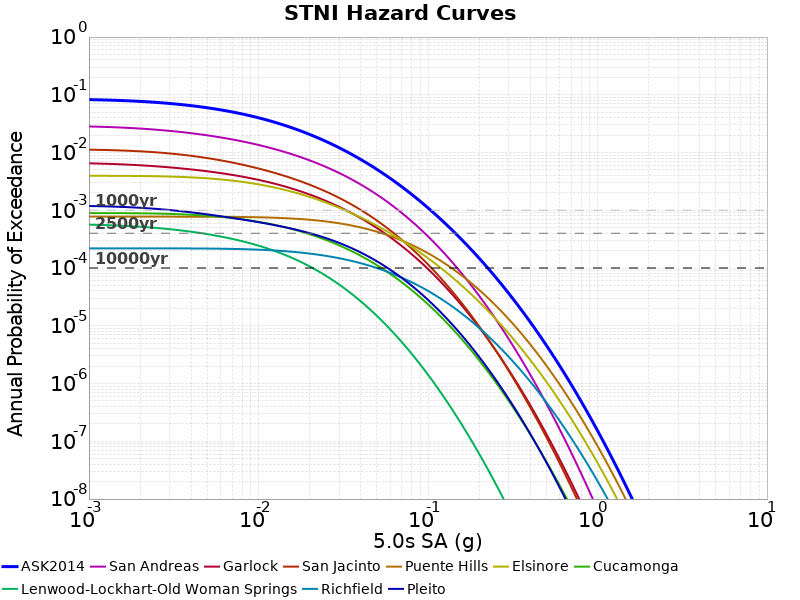 STNI Hazard Curves
Annual Probability of Exceedance
10^0
10^-1
10^-2
10^-3
10^-4
10^-5
10^-6
10^-7
10^-8
1000yr
2500yr
10000yr
10^-3 10^-2 10^-1 10^0 10^1
5.0s SA (g)
ASK2014 San Andreas Garlock San Jacinto Puente Hills Elsinore Cucamonga
Lenwood-Lockhart-Old Woman Springs Richfield Pleito